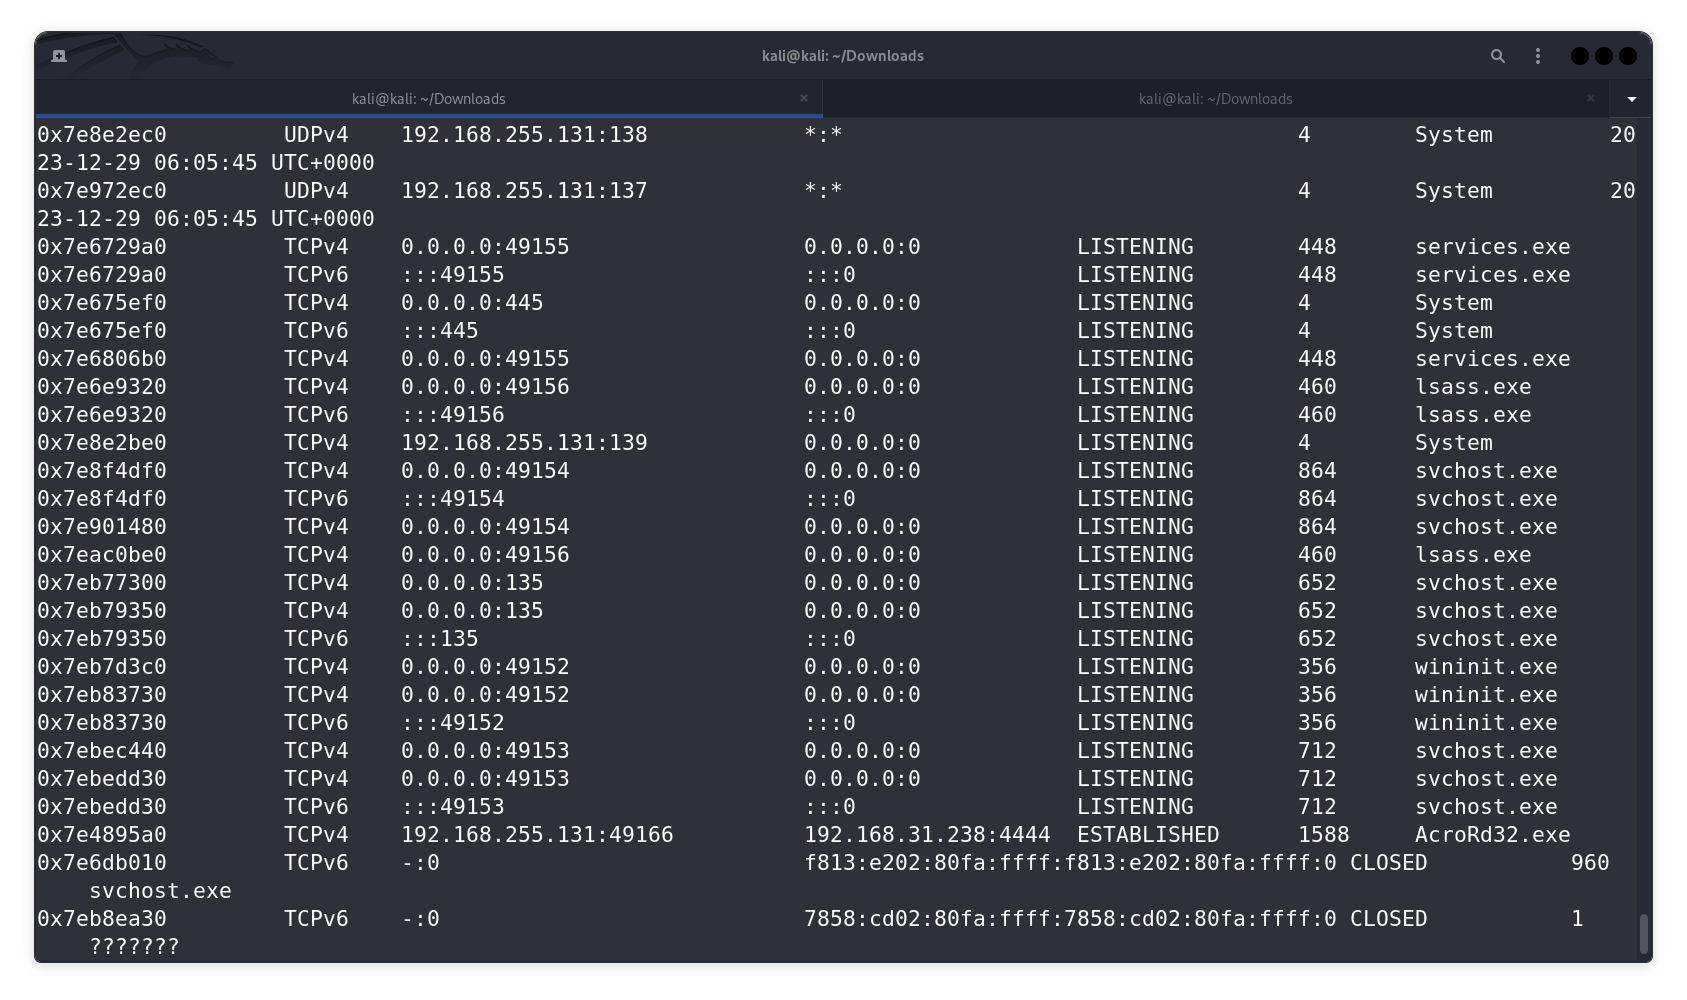 kali@kali: ~/Downloads
kali@kali: ~/Downloads × kali@kali: ~/Downloads ×
0x7e8e2ec0 UDPv4 192.168.255.131:138 *:* 4 System 20
23-12-29 06:05:45 UTC+0000
0x7e972ec0 UDPv4 192.168.255.131:137 *:* 4 System 20
23-12-29 06:05:45 UTC+0000
0x7e6729a0 TCPv4 0.0.0.0:49155 0.0.0.0:0 LISTENING 448 services.exe
0x7e6729a0 TCPv6 :::49155 :::0 LISTENING 448 services.exe
0x7e675ef0 TCPv4 0.0.0.0:445 0.0.0.0:0 LISTENING 4 System
0x7e675ef0 TCPv6 :::445 :::0 LISTENING 4 System
0x7e6806b0 TCPv4 0.0.0.0:49155 0.0.0.0:0 LISTENING 448 services.exe
0x7e6e9320 TCPv4 0.0.0.0:49156 0.0.0.0:0 LISTENING 460 lsass.exe
0x7e6e9320 TCPv6 :::49156 :::0 LISTENING 460 lsass.exe
0x7e8e2be0 TCPv4 192.168.255.131:139 0.0.0.0:0 LISTENING 4 System
0x7e8f4df0 TCPv4 0.0.0.0:49154 0.0.0.0:0 LISTENING 864 svchost.exe
0x7e8f4df0 TCPv6 :::49154 :::0 LISTENING 864 svchost.exe
0x7e901480 TCPv4 0.0.0.0:49154 0.0.0.0:0 LISTENING 864 svchost.exe
0x7eac0be0 TCPv4 0.0.0.0:49156 0.0.0.0:0 LISTENING 460 lsass.exe
0x7eb77300 TCPv4 0.0.0.0:135 0.0.0.0:0 LISTENING 652 svchost.exe
0x7eb79350 TCPv4 0.0.0.0:135 0.0.0.0:0 LISTENING 652 svchost.exe
0x7eb79350 TCPv6 :::135 :::0 LISTENING 652 svchost.exe
0x7eb7d3c0 TCPv4 0.0.0.0:49152 0.0.0.0:0 LISTENING 356 wininit.exe
0x7eb83730 TCPv4 0.0.0.0:49152 0.0.0.0:0 LISTENING 356 wininit.exe
0x7eb83730 TCPv6 :::49152 :::0 LISTENING 356 wininit.exe
0x7ebec440 TCPv4 0.0.0.0:49153 0.0.0.0:0 LISTENING 712 svchost.exe
0x7ebedd30 TCPv4 0.0.0.0:49153 0.0.0.0:0 LISTENING 712 svchost.exe
0x7ebedd30 TCPv6 :::49153 :::0 LISTENING 712 svchost.exe
0x7e4895a0 TCPv4 192.168.255.131:49166 192.168.31.238:4444 ESTABLISHED 1588 AcroRd32.exe
0x7e6db010 TCPv6 -:0 f813:e202:80fa:ffff:f813:e202:80fa:ffff:0 CLOSED 960
svchost.exe
0x7eb8ea30 TCPv6 -:0 7858:cd02:80fa:ffff:7858:cd02:80fa:ffff:0 CLOSED 1
???????